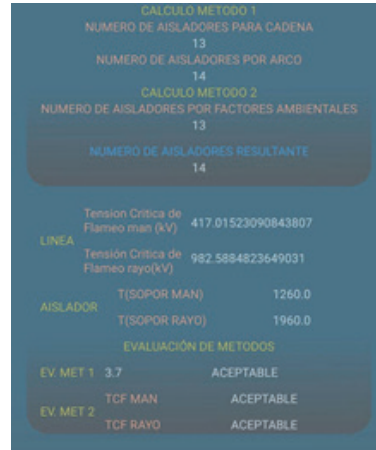 CALCULO METODO 1
NUMERO DE AISLADORES PARA CADENA
13
NUMERO DE AISLADORES POR ARCO
14
CALCULO METODO 2
NUMERO DE AISLADORES POR FACTORES AMBIENTALES
13
NUMERO DE AISLADORES RESULTANTE
14
LINEA
Tension Critica de
Flameo man (kV) 417.01523090843807
Tensión Critica de
Flameo rayo(kV) 982.5884823649031
AISLADOR
T(SOPOR MAN) 1260.0
T(SOPOR RAYO) 1960.0
EVALUACIÓN DE METODOS
EV. MET 1 3.7 ACEPTABLE
EV. MET 2
TCF MAN ACEPTABLE
TCF RAYO ACEPTABLE